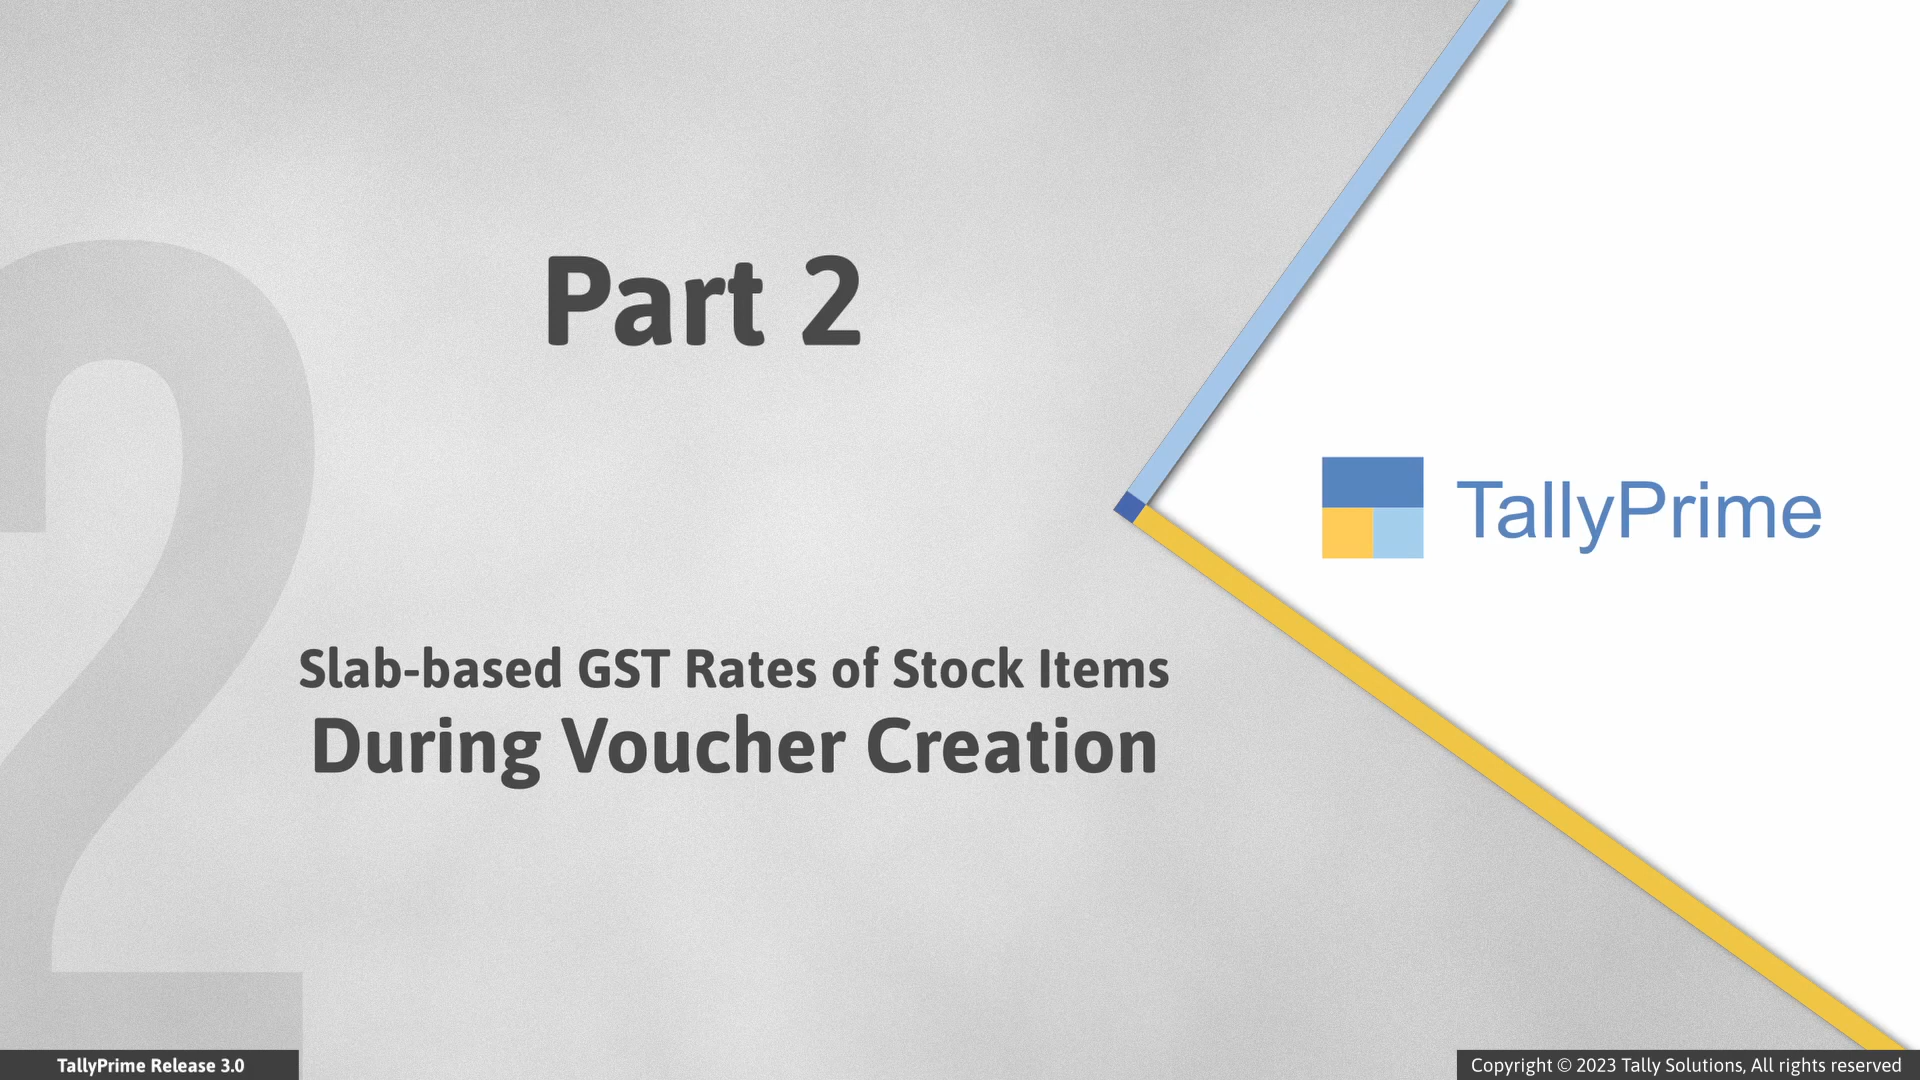 2
Part 2
Slab-based GST Rates of Stock Items
During Voucher Creation
TallyPrime
TallyPrime Release 3.0
Copyright © 2023 Tally Solutions, All rights reserved